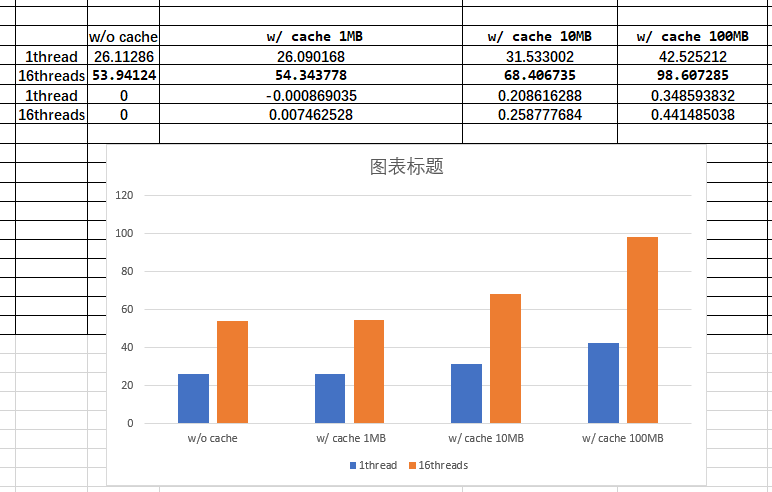 w/o cache w/ cache 1MB w/ cache 10MB w/ cache 100MB
1thread 26.11286 26.090168 31.533002 42.525212
16threads 53.94124 54.343778 68.406735 98.607285
1thread 0 -0.000869035 0.208616288 0.348593832
16threads 0 0.007462528 0.258777684 0.441485038
图表标题
120
100
80
60
40
20
0
w/o cache w/ cache 1MB w/ cache 10MB w/ cache 100MB
1thread 16threads